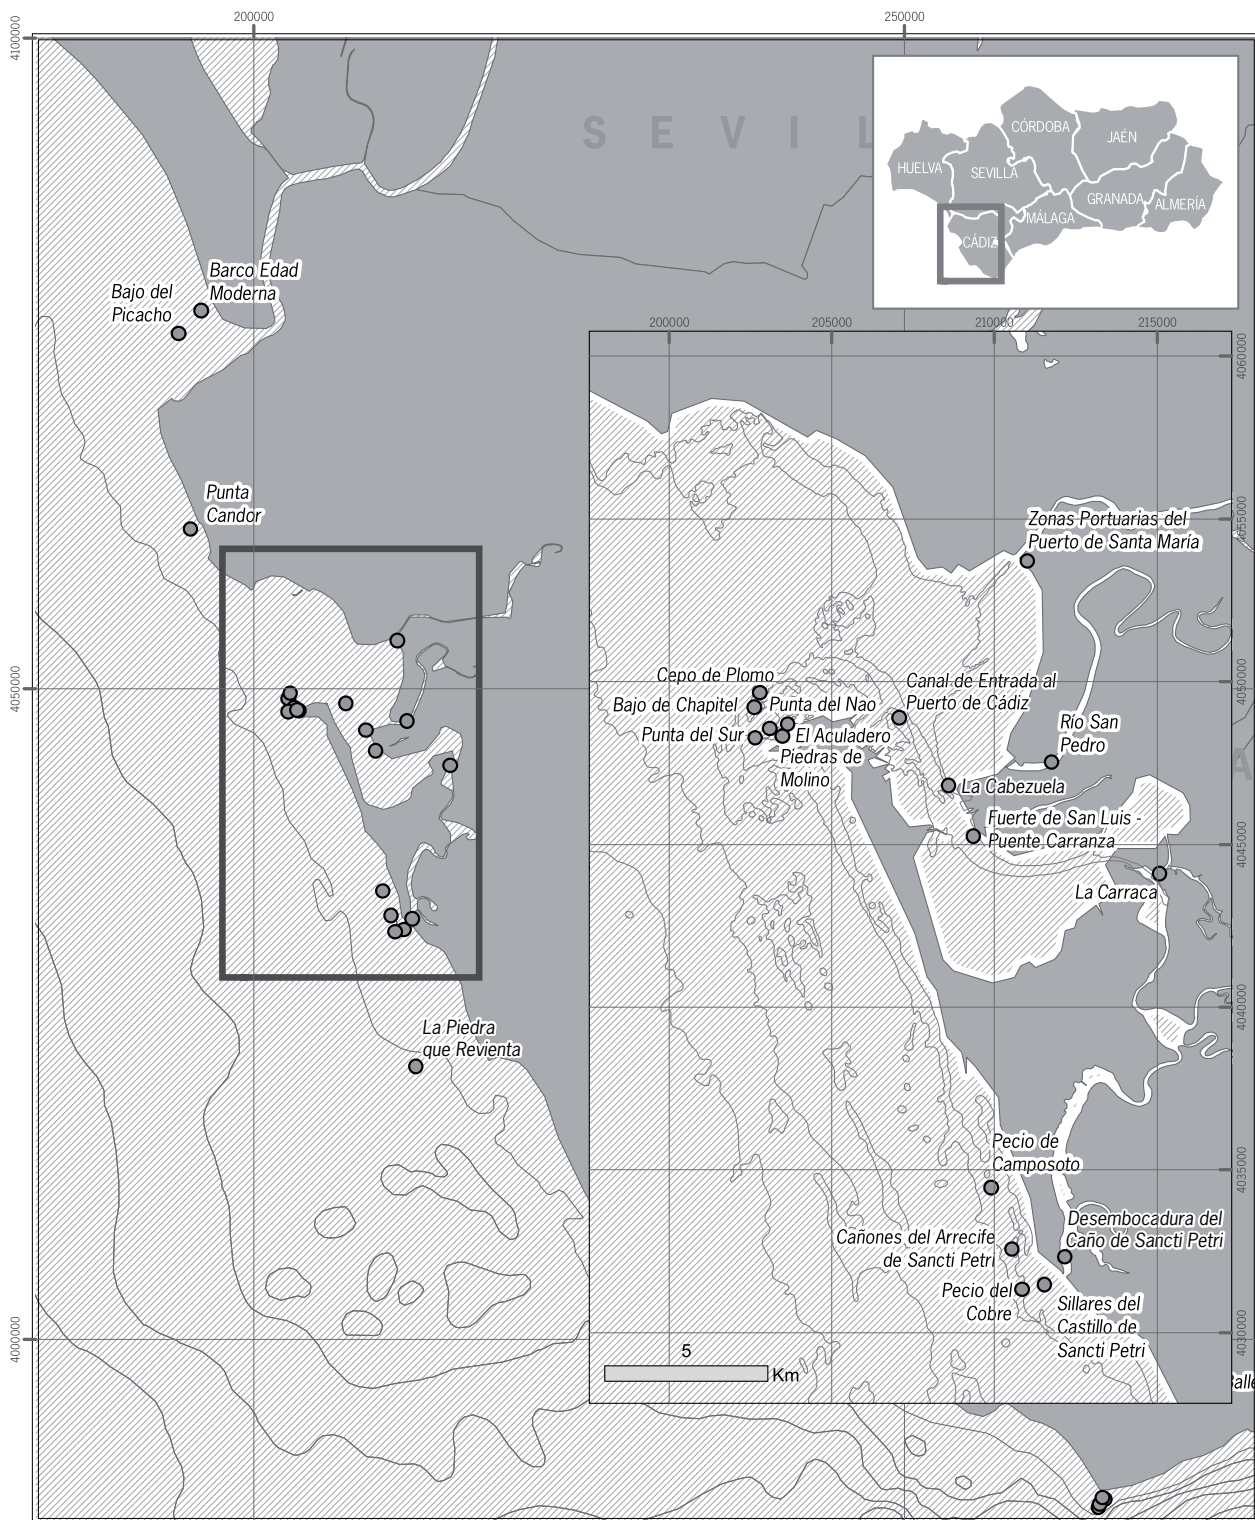 200000
250000
4100000
4050000
4000000
SEVIL
CÓRDOBA
JAÉN
HUELVA
SEVILLA
GRANADA
ALMERÍA
MÁLAGA
CÁDIZ
Barco Edad
Moderna
Bajo del
Picacho
Punta
Candor
La Piedra
que Revienta
200000
205000
210000
215000
4060000
4055000
4050000
4045000
4040000
4035000
4030000
Zonas Portuarias del
Puerto de Santa María
Cepo de Plomo
Bajo de Chapitel
Punta del Nao
Punta del Sur
El Aculadero
Piedras de
Molino
Canal de Entrada al
Puerto de Cádiz
Río San
Pedro
La Cabezuela
Fuerte de San Luis -
Puente Carranza
La Carraca
A
Pecio de
Camposoto
Cañones del Arrecife
de Sancti Petri
Desembocadura del
Caño de Sancti Petri
Pecio del
Cobre
Sillares del
Castillo de
Sancti Petri
5
Km